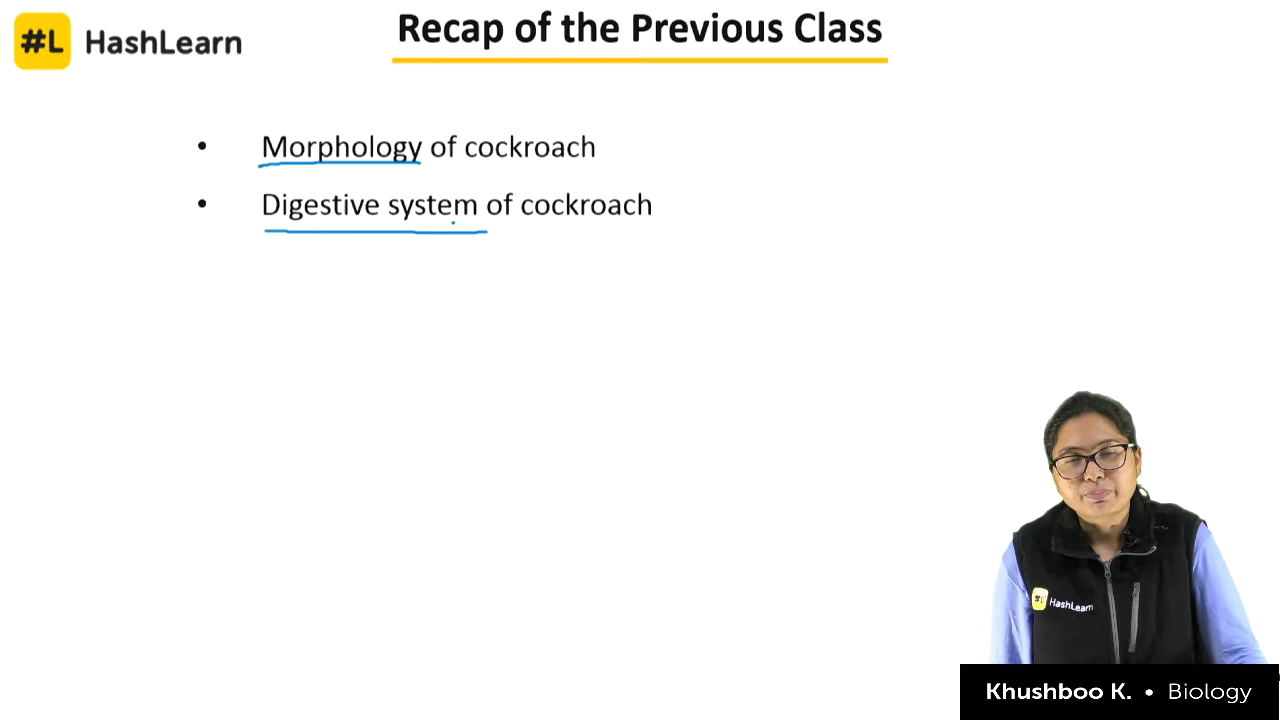 #L HashLearn
Recap of the Previous Class
• Morphology of cockroach
• Digestive system of cockroach
#L HashLearn
Khushboo K. • Biology